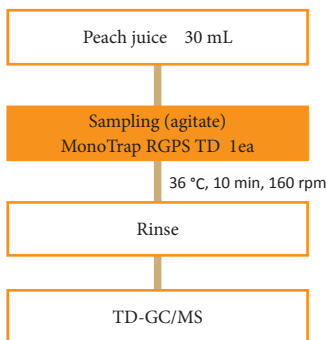 Peach juice 30 mL
Sampling (agitate)
MonoTrap RGPS TD 1ea
36 °C, 10 min, 160 rpm
Rinse
TD-GC/MS